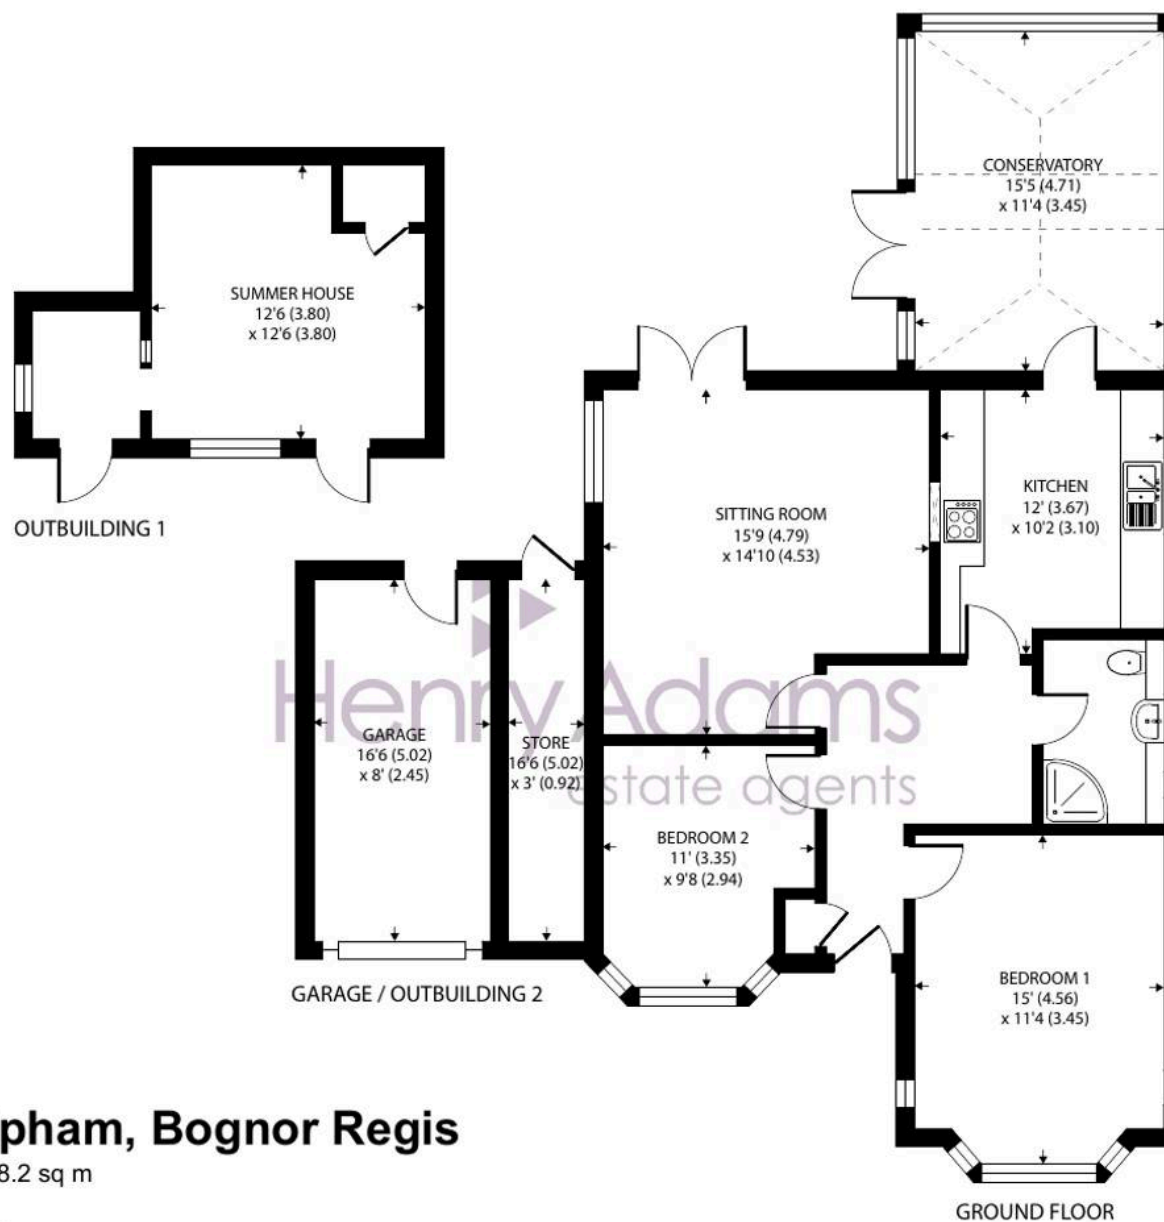 CONSERVATORY
15'5 (4.71)
x 11'4 (3.45)
SUMMER HOUSE
12'6 (3.80)
x 12'6 (3.80)
OUTBUILDING 1
SITTING ROOM
15'9 (4.79)
x 14'10 (4.53)
KITCHEN
12' (3.67)
x 10'2 (3.10)
Henry Adams
estate agents
GARAGE
16'6 (5.02)
x 8' (2.45)
STORE
16'6 (5.02)
x 3' (0.92)
BEDROOM 2
11' (3.35)
x 9'8 (2.94)
GARAGE / OUTBUILDING 2
BEDROOM 1
15' (4.56)
x 11'4 (3.45)
pham, Bognor Regis
8.2 sq m
GROUND FLOOR